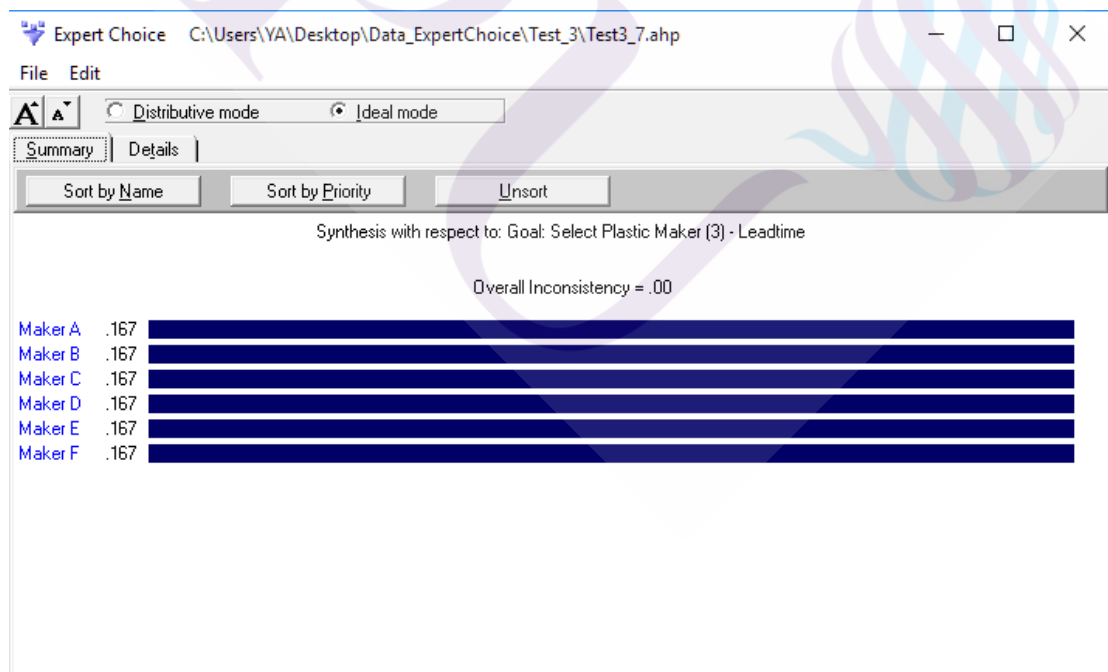 Expert Choice C:\Users\YA\Desktop\Data_ExpertChoice\Test_3\Test3_7.ahp
File Edit
A A Distributive mode Ideal mode
Summary Details
Sort by Name Sort by Priority Unsort
Synthesis with respect to: Goal: Select Plastic Maker (3) - Leadtime
Overall Inconsistency = .00
Maker A .167
Maker B .167
Maker C .167
Maker D .167
Maker E .167
Maker F .167